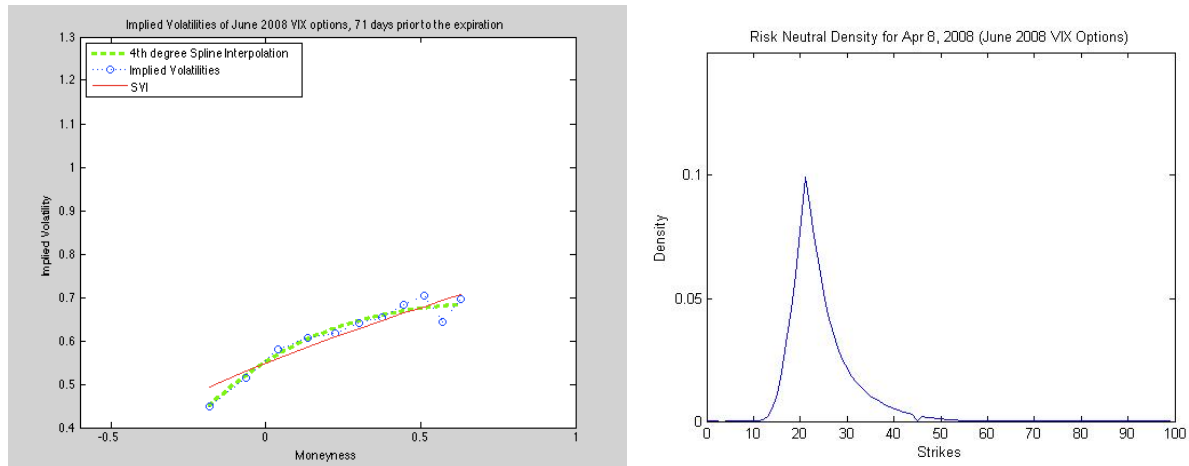 Implied Volatilities of June 2008 VIX options, 71 days prior to the expiration
1.3
1.2
1.1
1
0.9
0.8
0.7
0.6
0.5
0.4
Implied Volatility
4th degree Spline Interpolation
Implied Volatilities
SVI
-0.5
0
0.5
1
Moneyness
Risk Neutral Density for Apr 8, 2008 (June 2008 VIX Options)
0.1
0.05
0
Density
0 10 20 30 40 50 60 70 80 90 100
Strikes